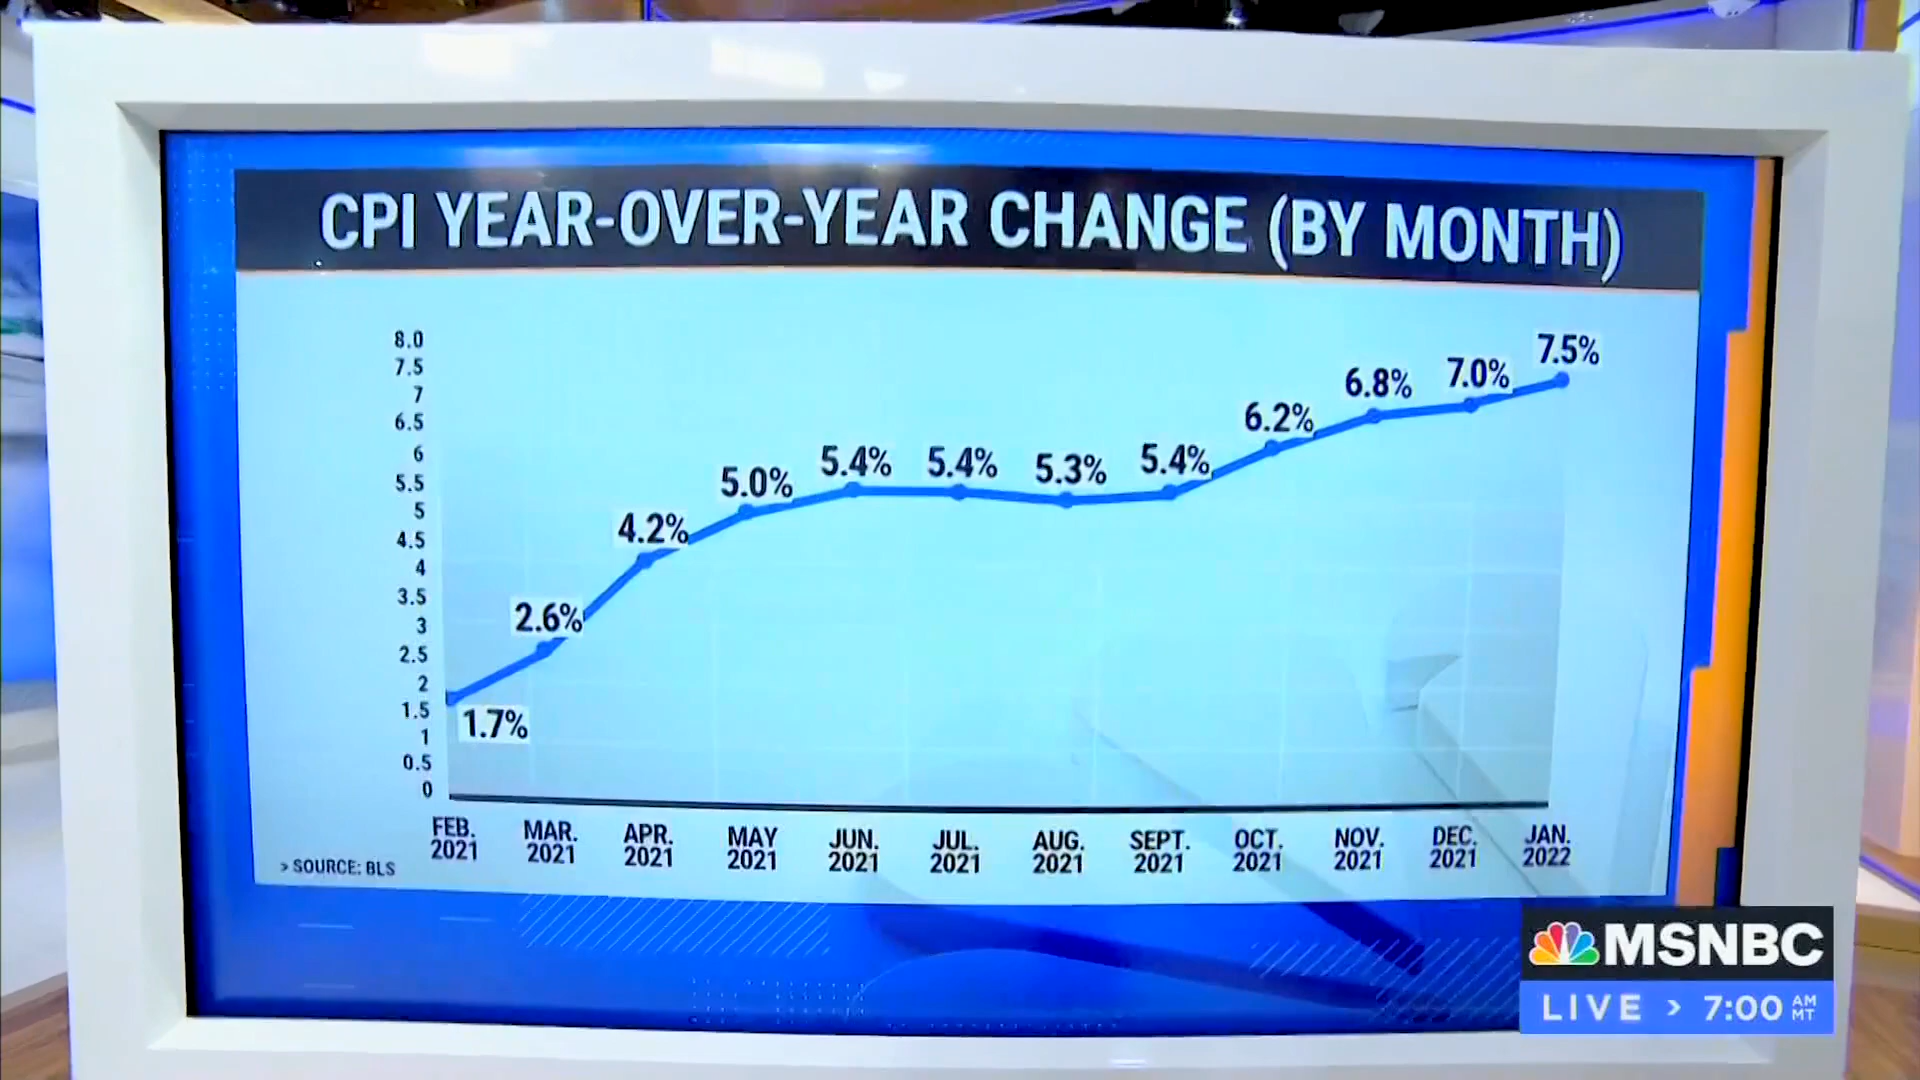 CPI YEAR-OVER-YEAR CHANGE (BY MONTH)
8.0
7.5
7
6.5
6
5.5
5
4.5
4
3.5
3
2.5
2
1.5
1
0.5
0
1.7%
2.6%
4.2%
5.0%
5.4%
5.4%
5.3%
5.4%
6.2%
6.8%
7.0%
7.5%
FEB. 2021
MAR. 2021
APR. 2021
MAY 2021
JUN. 2021
JUL. 2021
AUG. 2021
SEPT. 2021
OCT. 2021
NOV. 2021
DEC. 2021
JAN. 2022
> SOURCE: BLS
MSNBC
LIVE > 7:00 AM MT